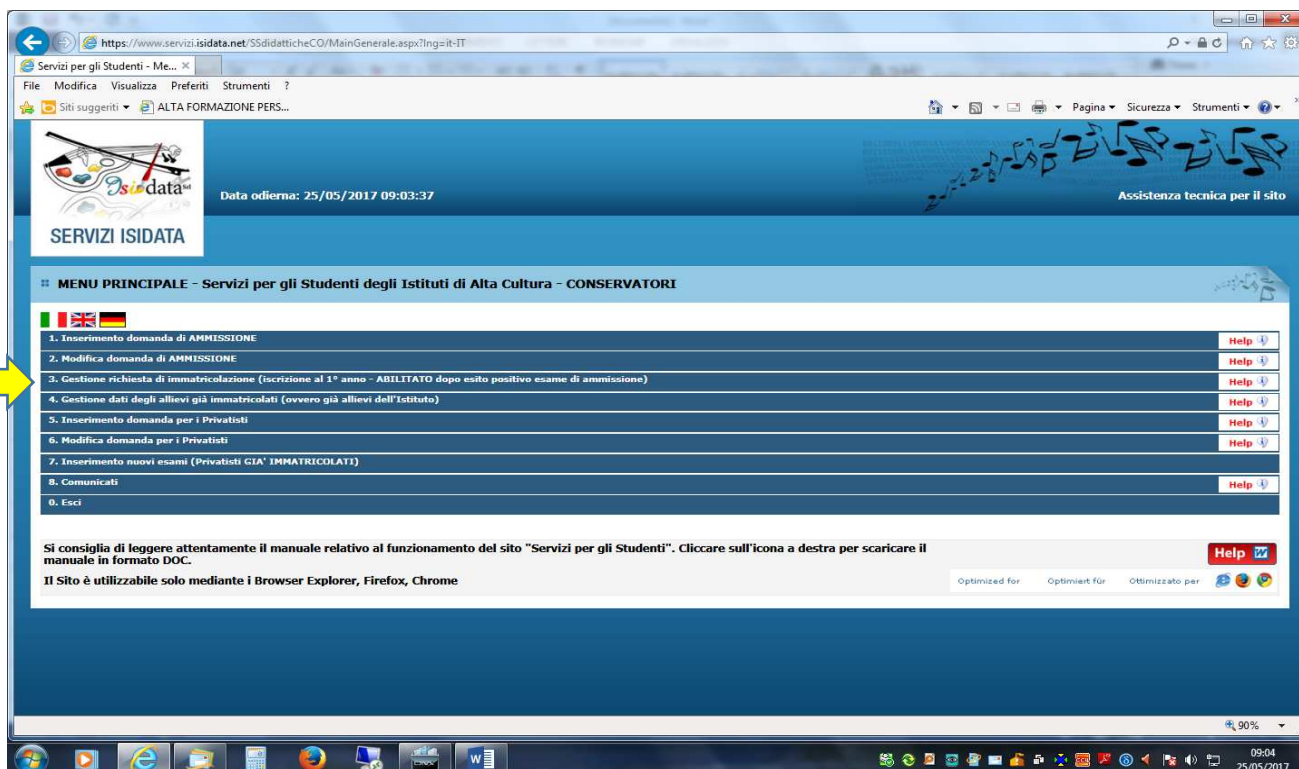 https://www.servizi.isidata.net/SSdidatticheCO/MainGenerale.aspx?lng=it-IT
Servizi per gli Studenti - Me...
File Modifica Visualizza Preferiti Strumenti ?
Siti suggeriti ALTA FORMAZIONE PERS...
Pagina Sicurezza Strumenti
Isidata Srl
Data odierna: 25/05/2017 09:03:37
Assistenza tecnica per il sito
SERVIZI ISIDATA
MENU PRINCIPALE - Servizi per gli Studenti degli Istituti di Alta Cultura - CONSERVATORI
1. Inserimento domanda di AMMISSIONE Help
2. Modifica domanda di AMMISSIONE Help
3. Gestione richiesta di immatricolazione (iscrizione al 1° anno - ABILITATO dopo esito positivo esame di ammissione) Help
4. Gestione dati degli allievi già immatricolati (ovvero già allievi dell'Istituto) Help
5. Inserimento domanda per i Privatisti Help
6. Modifica domanda per i Privatisti Help
7. Inserimento nuovi esami (Privatisti GIA' IMMATRICOLATI)
8. Comunicati Help
0. Esci
Si consiglia di leggere attentamente il manuale relativo al funzionamento del sito "Servizi per gli Studenti". Cliccare sull'icona a destra per scaricare il
manuale in formato DOC.
Help
Il Sito è utilizzabile solo mediante i Browser Explorer, Firefox, Chrome
Optimized for Optimiert für Ottimizzato per
90%
09:04
25/05/2017